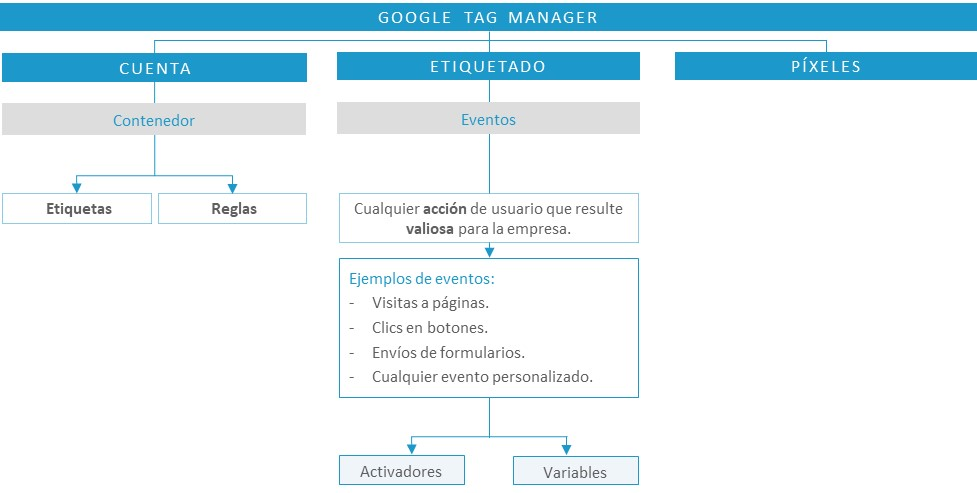 GOOGLE TAG MANAGER
CUENTA
ETIQUETADO
PÍXELES
Contenedor
Eventos
Etiquetas
Reglas
Cualquier acción de usuario que resulte
valiosa para la empresa.
Ejemplos de eventos:
- Visitas a páginas.
- Clics en botones.
- Envíos de formularios.
- Cualquier evento personalizado.
Activadores
Variables